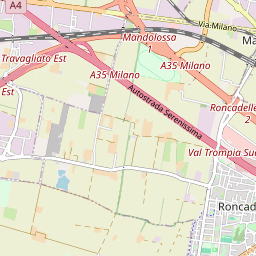 A4
Via Milano
Mandolossa
1
Ma
Travagliato Est
A35 Milano
A35 Milano
Est
Roncadelle
2
Autostrada Serenissima
Val Trompia Sud
Roncad